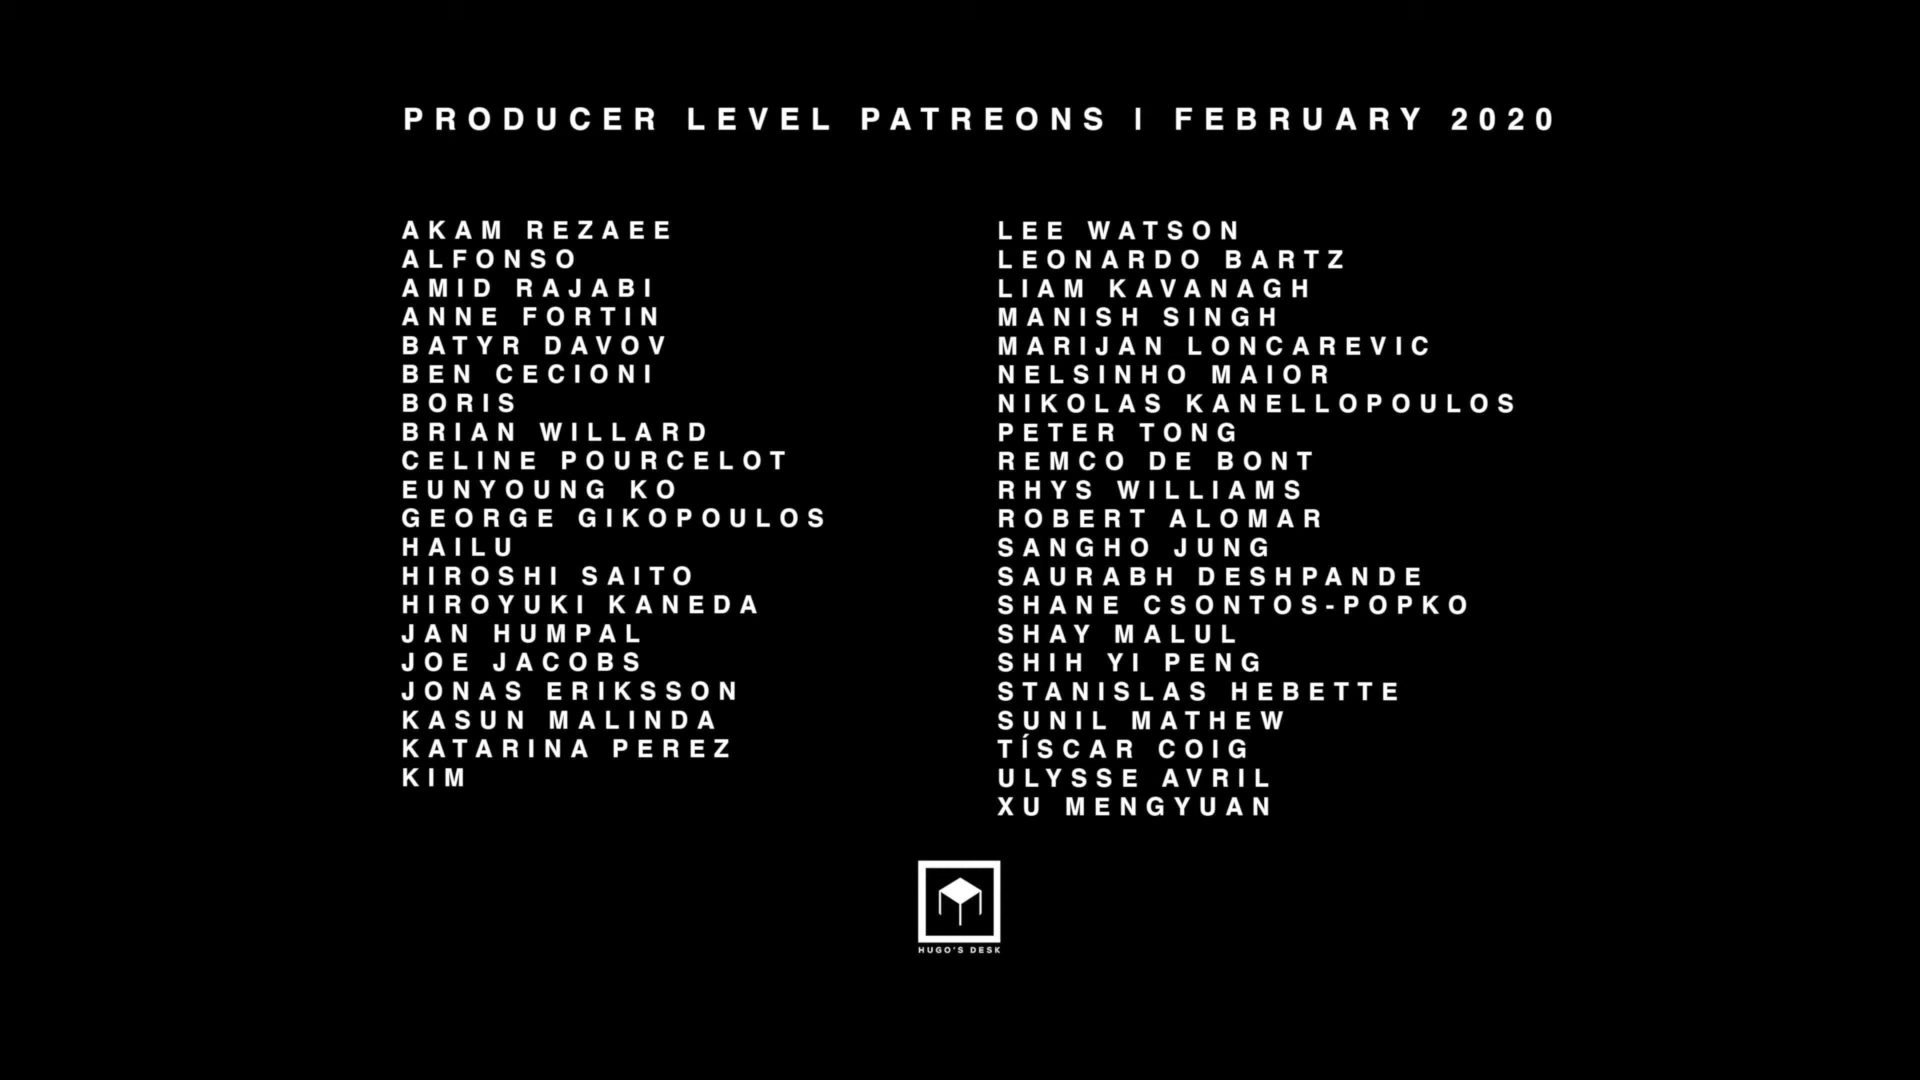 PRODUCER LEVEL PATREONS | FEBRUARY 2020
AKAM REZAEE
ALFONSO
AMID RAJABI
ANNE FORTIN
BATYR DAVOV
BEN CECIONI
BORIS
BRIAN WILLARD
CELINE POURCELOT
EUNYOUNG KO
GEORGE GIKOPOULOS
HAILU
HIROSHI SAITO
HIROYUKI KANEDA
JAN HUMPAL
JOE JACOBS
JONAS ERIKSSON
KASUN MALINDA
KATARINA PEREZ
KIM
LEE WATSON
LEONARDO BARTZ
LIAM KAVANAGH
MANISH SINGH
MARIJAN LONCAREVIC
NELSINHO MAIOR
NIKOLAS KANELLOPOULOS
PETER TONG
REMCO DE BONT
RHYS WILLIAMS
ROBERT ALOMAR
SANGHO JUNG
SAURABH DESHPANDE
SHANE CSONTOS-POPKO
SHAY MALUL
SHIH YI PENG
STANISLAS HEBETTE
SUNIL MATHEW
TÍSCAR COIG
ULYSSE AVRIL
XU MENGYUAN
HUGO'S DESK